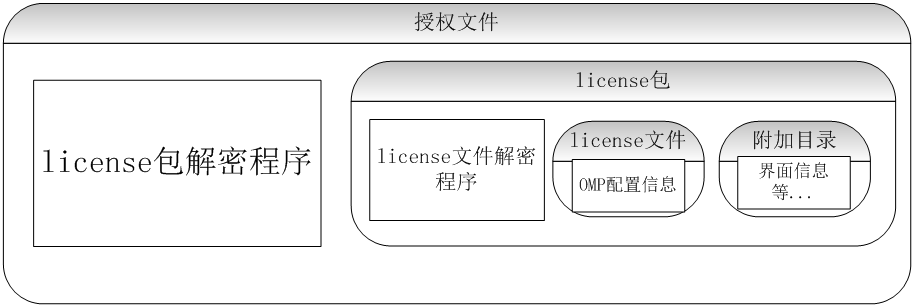 授权文件
license包
license包解密程序
license文件解密
程序
license文件
OMP配置信息
附加目录
界面信息
等...